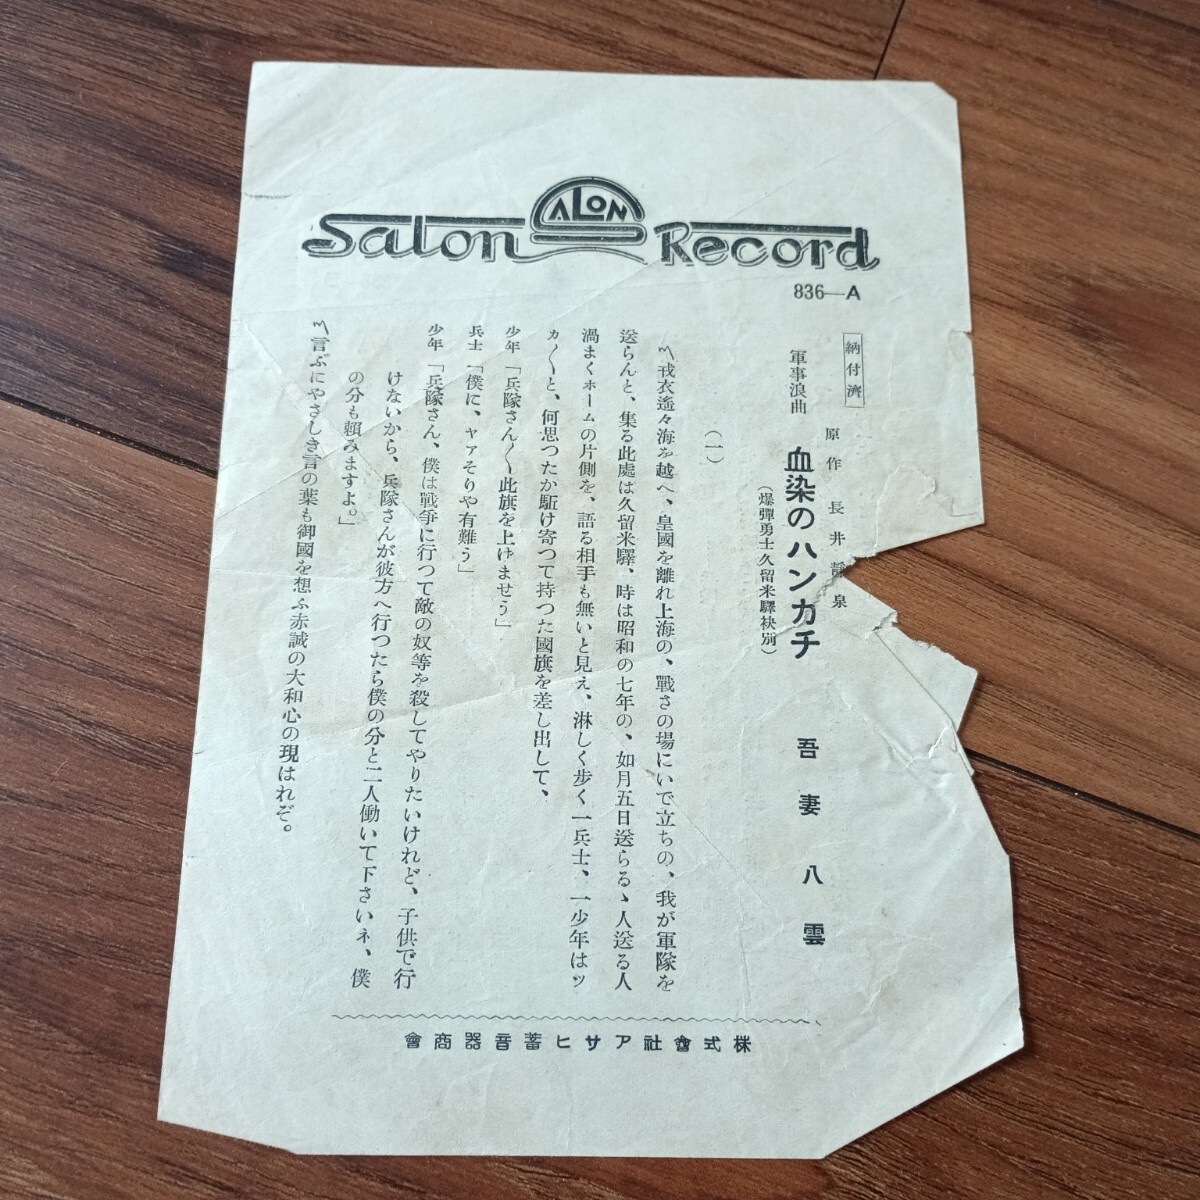 Salon SALON Record
836—A
納付濟
原作 長井靜泉
軍事浪曲 血染のハンカチ 吾妻八雲
(爆彈勇士久留米驛袂別)
(一)
〽戎衣遙々海を越へ、皇國を離れ上海の、戰さの場にいで立ちの、我が軍隊を
送らんと、集る此處は久留米驛、時は昭和の七年の、如月五日送らるゝ人送る人
渦まくホームの片側を、語る相手も無いと見え、淋しく歩く一兵士、一少年はッ
カ〳〵と、何思つたか駈け寄つて持つた國旗を差し出して、
少年「兵隊さん〳〵此旗を上げませう」
兵士「僕に、ヤァそりや有難う」
少年「兵隊さん、僕は戰爭に行つて敵の奴等を殺してやりたいけれど、子供で行
けないから、兵隊さんが彼方へ行つたら僕の分と二人働いて下さいネ、僕
の分も賴みますよ。」
〽言ぶにやさしき言の葉も御國を想ふ赤誠の大和心の現はれぞ。
株式會社アサヒ蓄音器商會